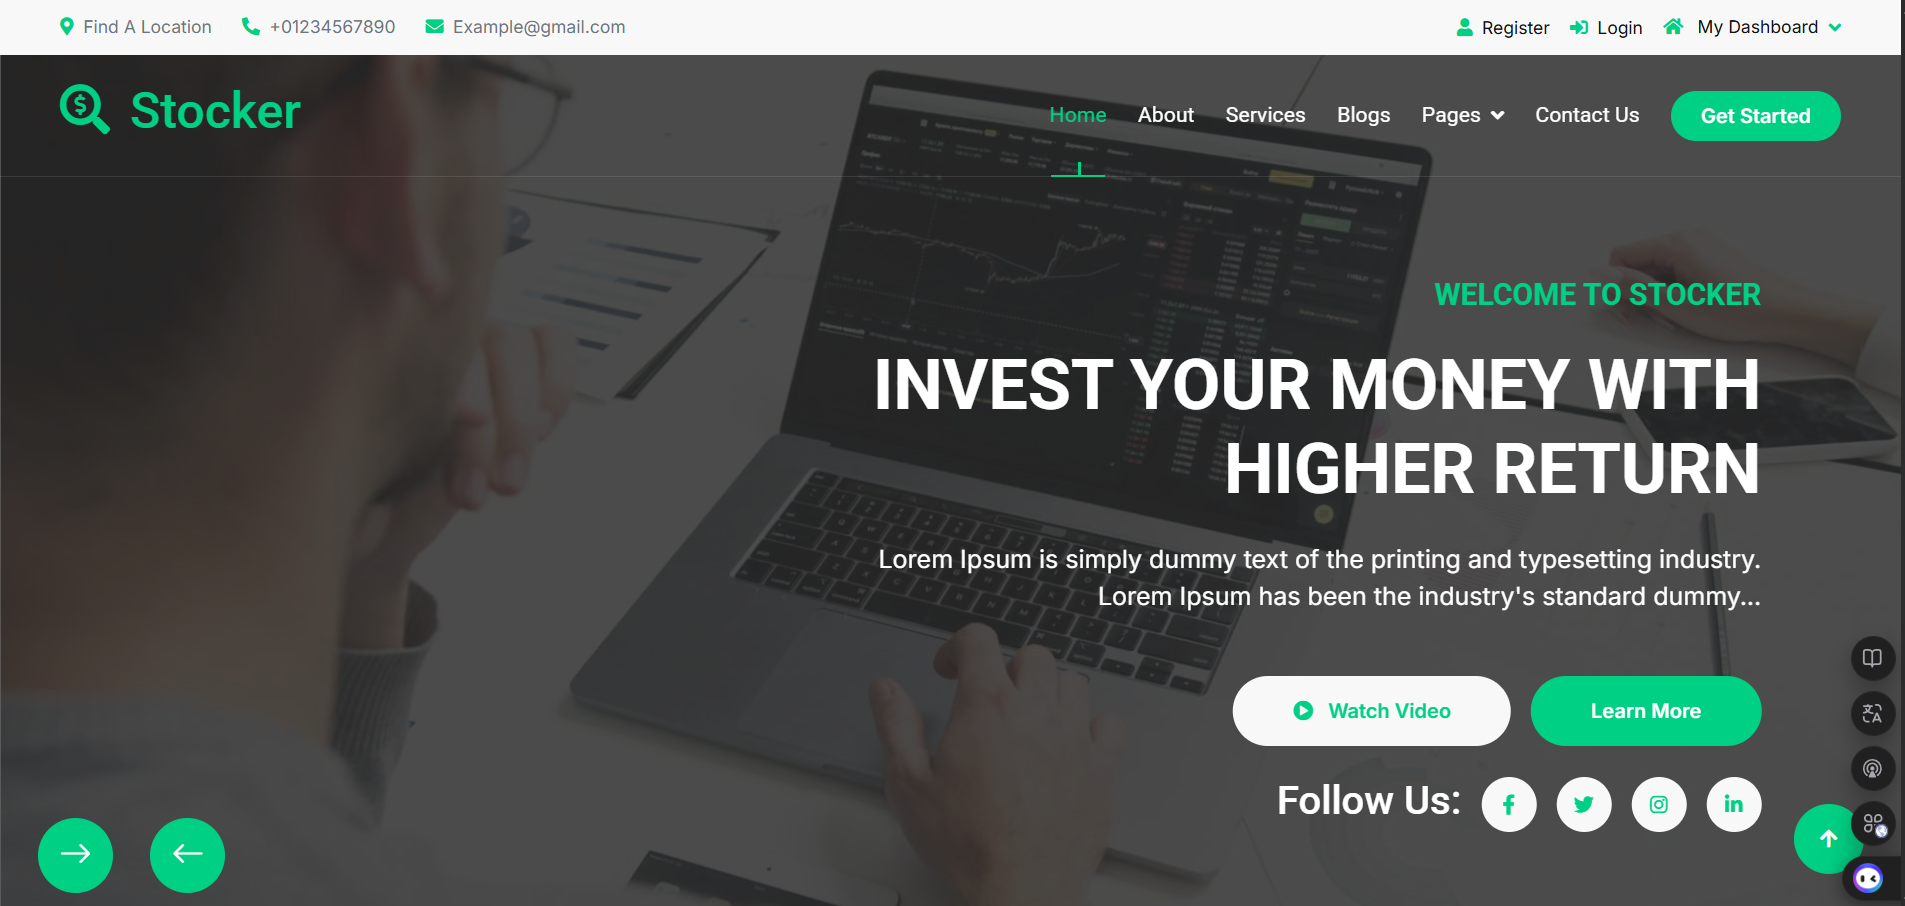 Find A Location +01234567890 Example@gmail.com Register Login My Dashboard
Stocker Home About Services Blogs Pages Contact Us Get Started
WELCOME TO STOCKER
INVEST YOUR MONEY WITH
HIGHER RETURN
Lorem Ipsum is simply dummy text of the printing and typesetting industry.
Lorem Ipsum has been the industry's standard dummy...
Watch Video Learn More
Follow Us: